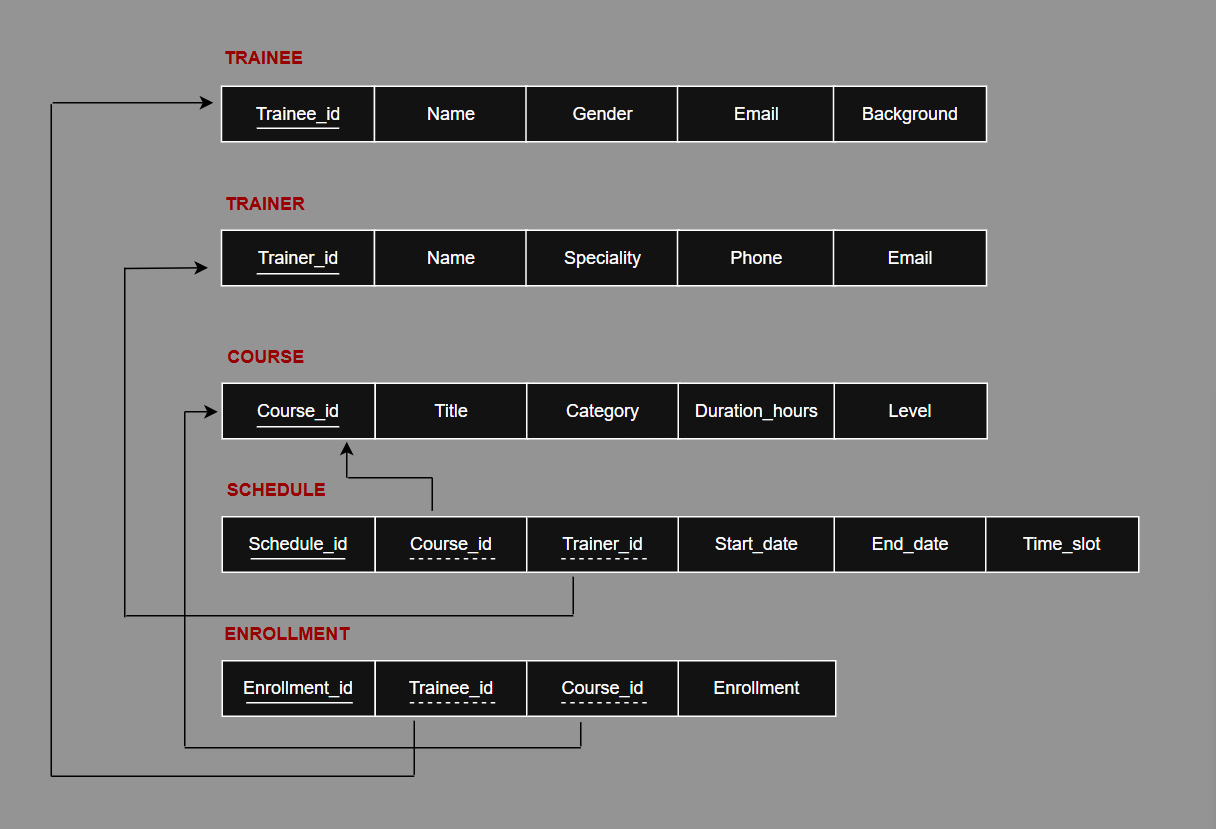 TRAINEE
Trainee_id Name Gender Email Background
TRAINER
Trainer_id Name Speciality Phone Email
COURSE
Course_id Title Category Duration_hours Level
SCHEDULE
Schedule_id Course_id Trainer_id Start_date End_date Time_slot
ENROLLMENT
Enrollment_id Trainee_id Course_id Enrollment